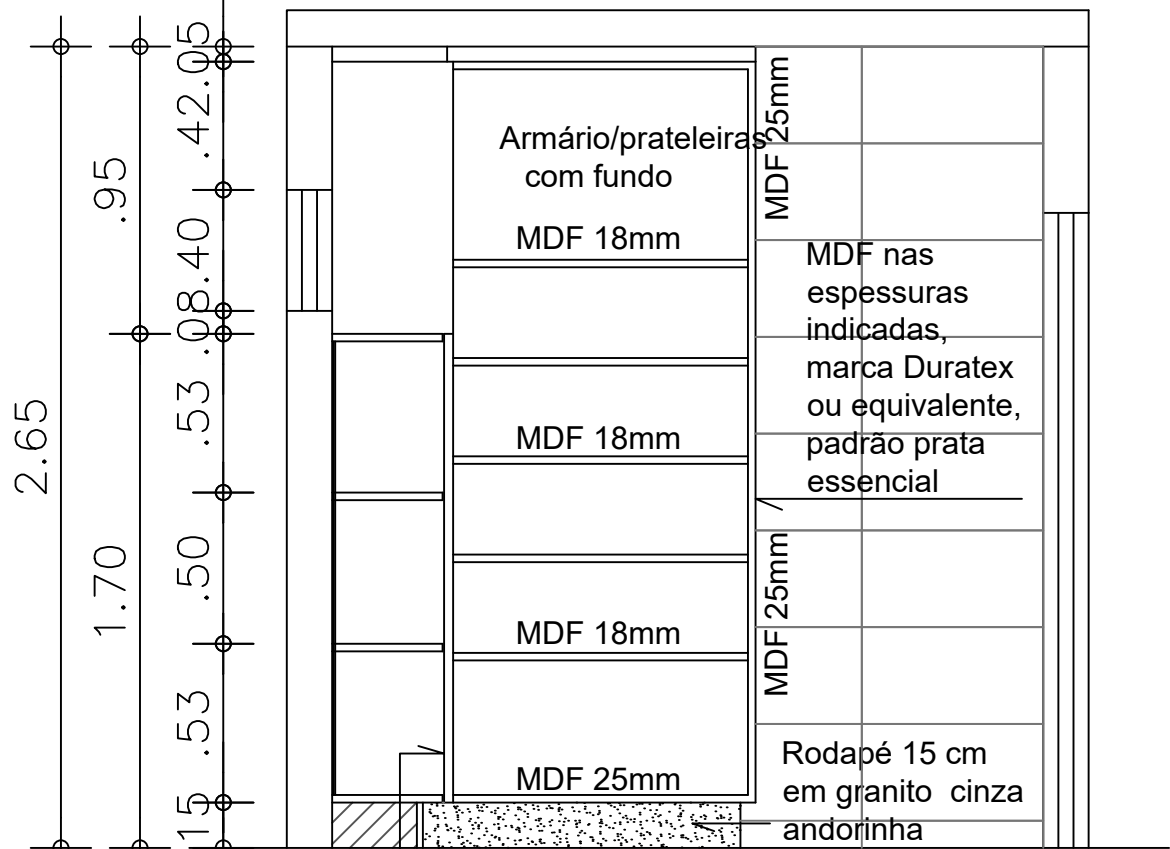 2.65
.95
1.70
.05
.42
.40
.08
.53
.50
.53
.15
Armário/prateleiras
com fundo
MDF 18mm
MDF 18mm
MDF 18mm
MDF 25mm
MDF 25mm
MDF nas
espessuras
indicadas,
marca Duratex
ou equivalente,
padrão prata
essencial
MDF 25mm
Rodapé 15 cm
em granito cinza
andorinha